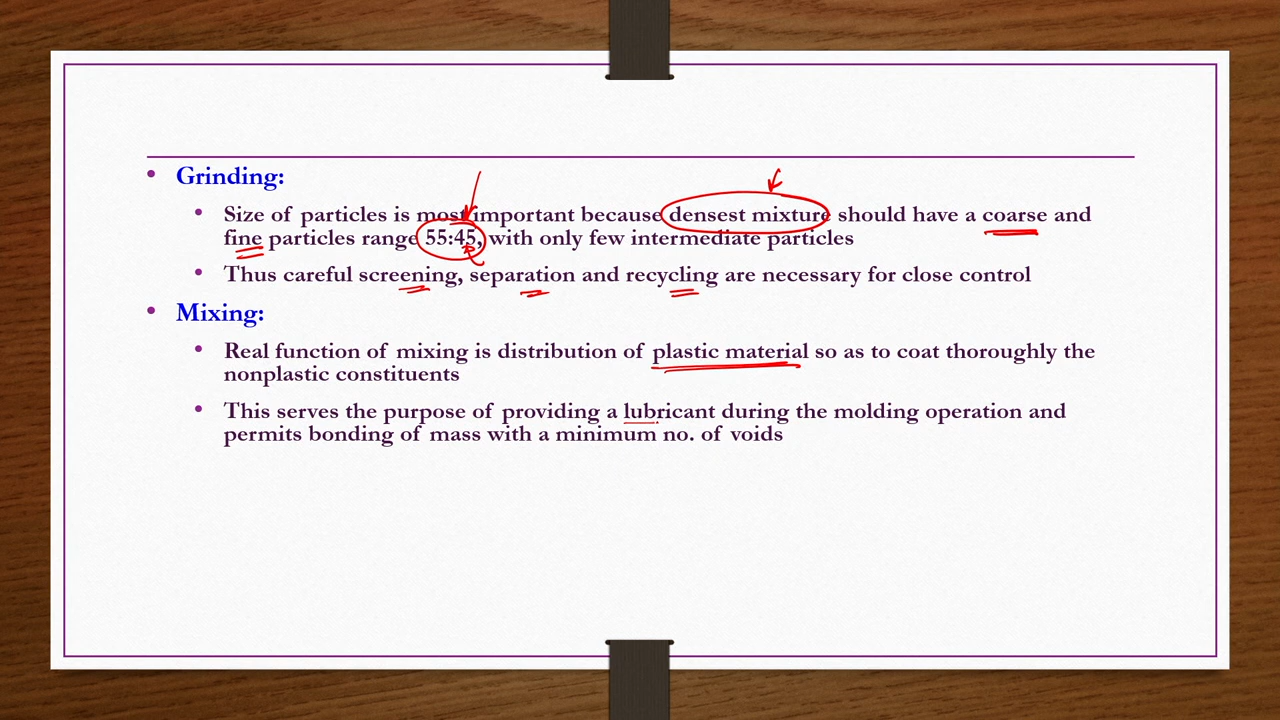 • Grinding:
• Size of particles is most important because densest mixture should have a coarse and
fine particles range 55:45, with only few intermediate particles
• Thus careful screening, separation and recycling are necessary for close control
• Mixing:
• Real function of mixing is distribution of plastic material so as to coat thoroughly the
nonplastic constituents
• This serves the purpose of providing a lubricant during the molding operation and
permits bonding of mass with a minimum no. of voids